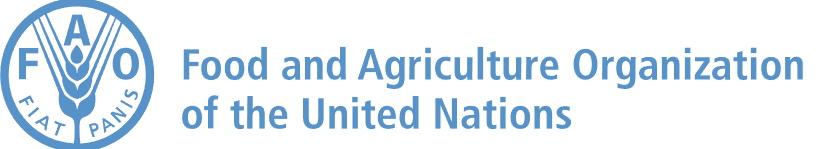 F A O
FIAT PANIS
Food and Agriculture Organization
of the United Nations